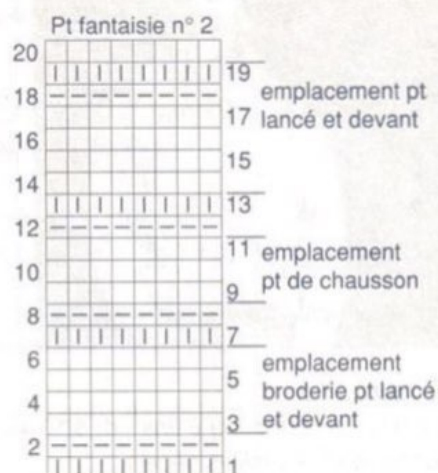 Pt fantaisie n° 2
20
19
18
emplacement pt
17 lancé et devant
16
15
14
13
12
11 emplacement
10
pt de chausson
9
8
7
6
emplacement
5
broderie pt lancé
4
3 et devant
2
1